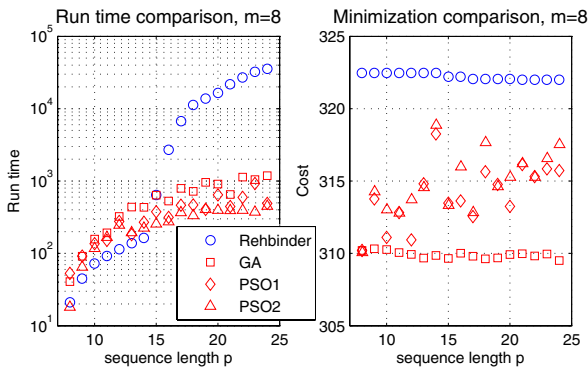 Run time comparison, m=8
Run time
10^5
10^4
10^3
10^2
10^1
10
15
20
25
sequence length p
Rehbinder
GA
PSO1
PSO2
Minimization comparison, m=8
Cost
325
320
315
310
305
10
15
20
25
sequence length p